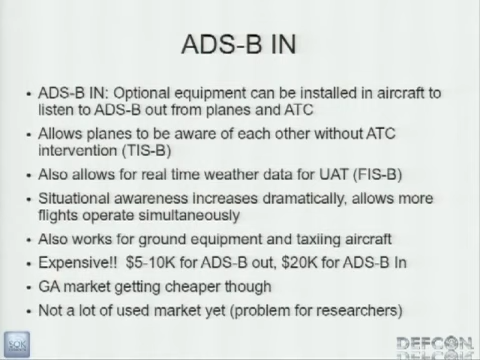 ADS-B IN
• ADS-B IN: Optional equipment can be installed in aircraft to
listen to ADS-B out from planes and ATC
• Allows planes to be aware of each other without ATC
intervention (TIS-B)
• Also allows for real time weather data for UAT (FIS-B)
• Situational awareness increases dramatically, allows more
flights operate simultaneously
• Also works for ground equipment and taxiing aircraft
• Expensive!!  $5-10K for ADS-B out, $20K for ADS-B In
• GA market getting cheaper though
• Not a lot of used market yet (problem for researchers)
DEFCON